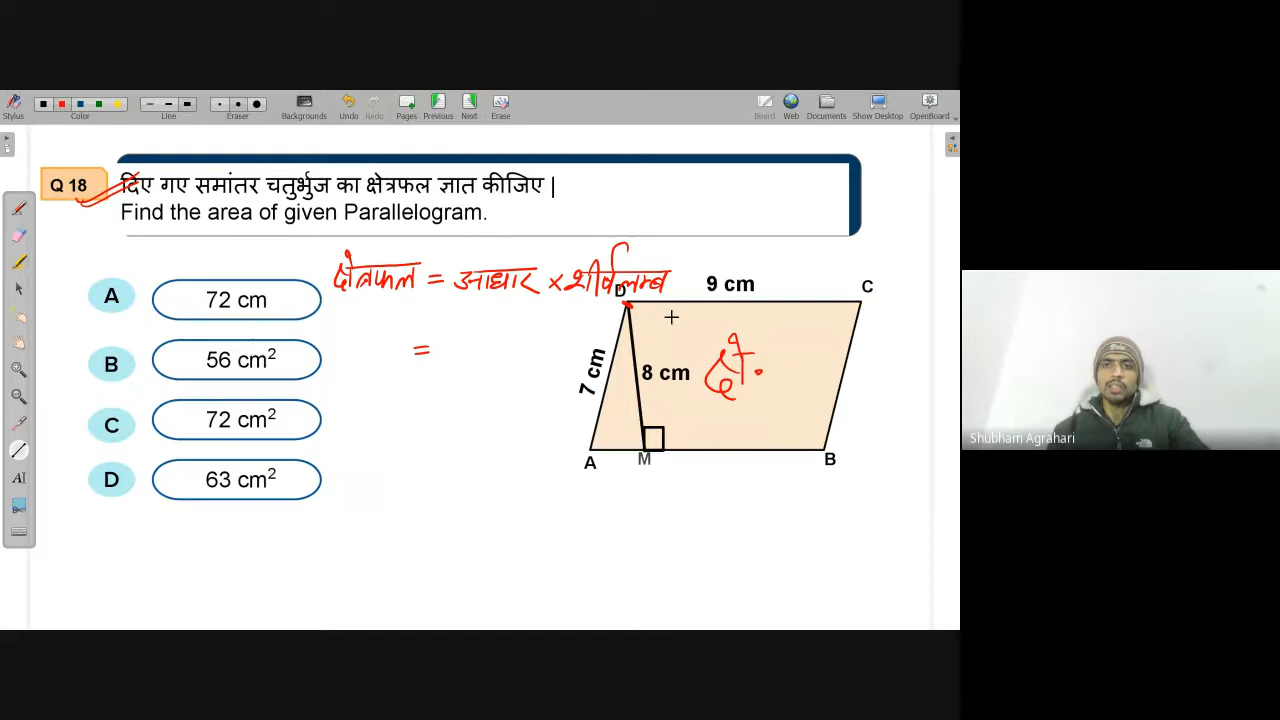 Stylus
Color
Line
Eraser
Backgrounds
Undo
Redo
Pages
Previous
Next
Erase
Board
Web
Documents
Show Desktop
OpenBoard
Q 18
दिए गए समांतर चतुर्भुज का क्षेत्रफल ज्ञात कीजिए |
Find the area of given Parallelogram.
क्षेत्रफल = आधार × शीर्षलम्ब
=
A 72 cm
B 56 cm²
C 72 cm²
D 63 cm²
D 9 cm C
7 cm 8 cm क्षे.
A M B
AI
Shubham Agrahari